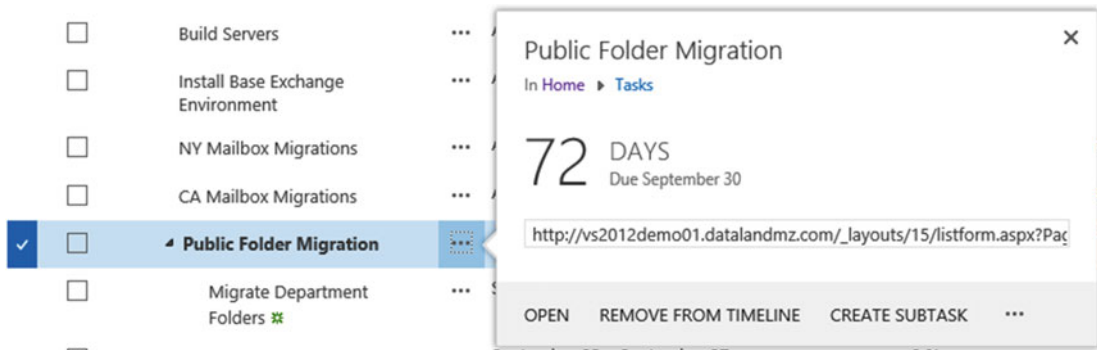 Build Servers
Install Base Exchange
Environment
NY Mailbox Migrations
CA Mailbox Migrations
Public Folder Migration
Migrate Department
Folders
Public Folder Migration
In Home ▸ Tasks
72 DAYS
Due September 30
http://vs2012demo01.datalandmz.com/_layouts/15/listform.aspx?Pag
OPEN REMOVE FROM TIMELINE CREATE SUBTASK ...